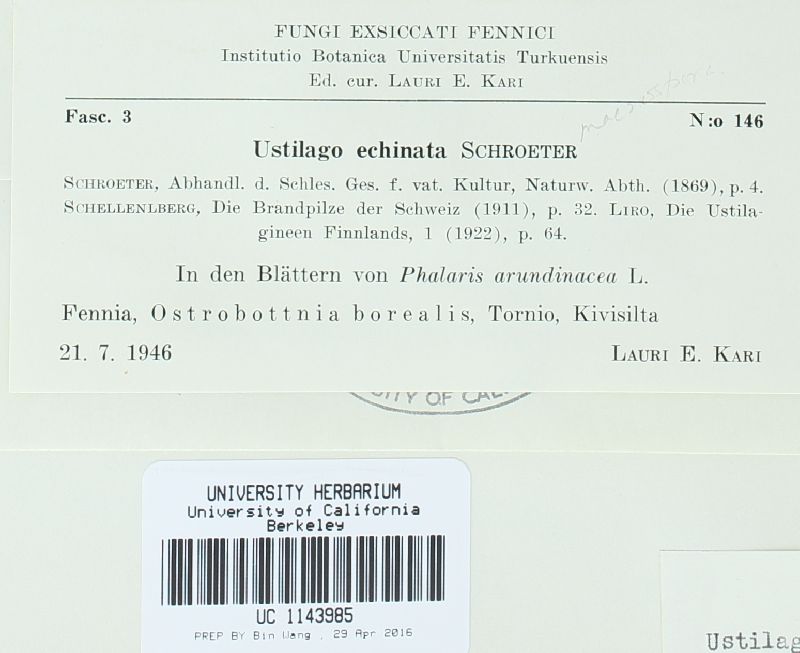 FUNGI EXSICCATI FENNICI
Institutio Botanica Universitatis Turkuensis
Ed. cur. LAURI E. KARI
Fasc. 3 N:o 146
Ustilago echinata SCHROETER
SCHROETER, Abhandl. d. Schles. Ges. f. vat. Kultur, Naturw. Abth. (1869), p. 4.
SCHELLENLBERG, Die Brandpilze der Schweiz (1911), p. 32. LIRO, Die Ustila-
gineen Finnlands, 1 (1922), p. 64.
In den Blättern von Phalaris arundinacea L.
Fennia, Ostrobottnia borealis, Tornio, Kivisilta
21. 7. 1946 LAURI E. KARI
OF
UNIVERSITY HERBARIUM
University of California
Berkeley
UC 1143985
PREP BY Bin Wang , 29 Apr 2016
Ustilag